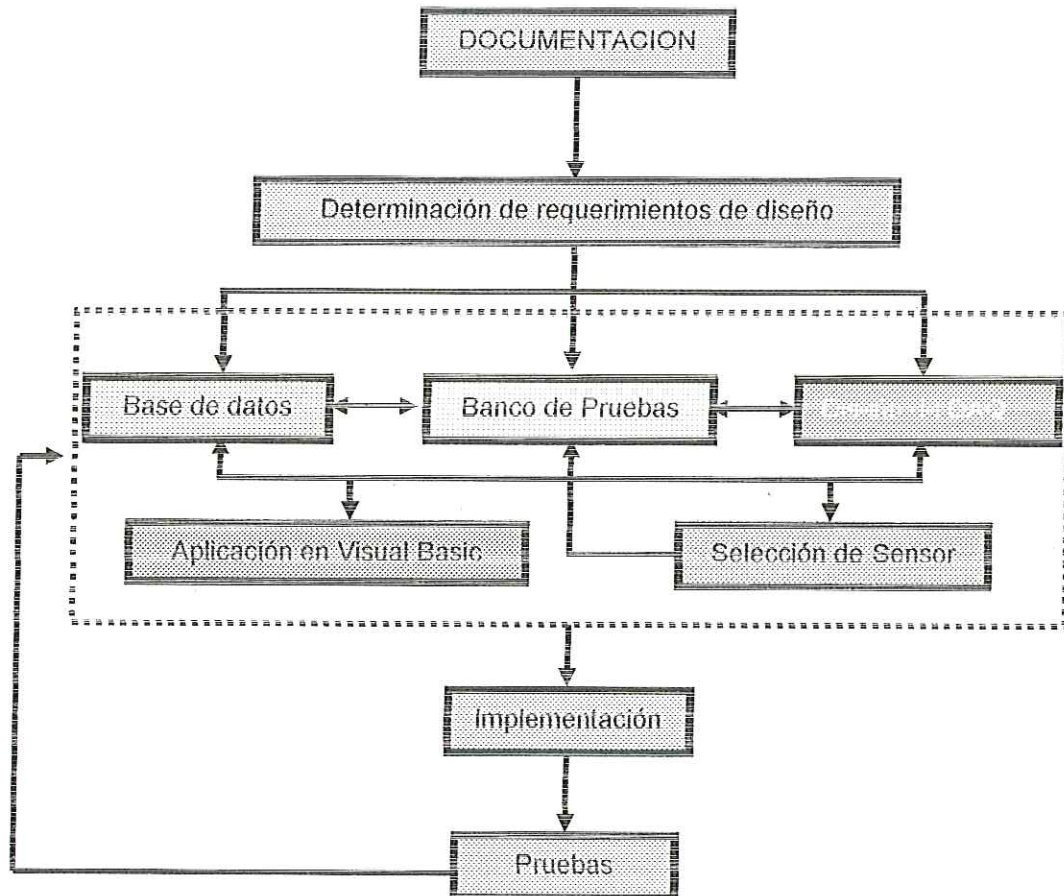 DOCUMENTACION
Determinación de requerimientos de diseño
Base de datos
Banco de Pruebas
Aplicación en Visual Basic
Selección de Sensor
Implementación
Pruebas